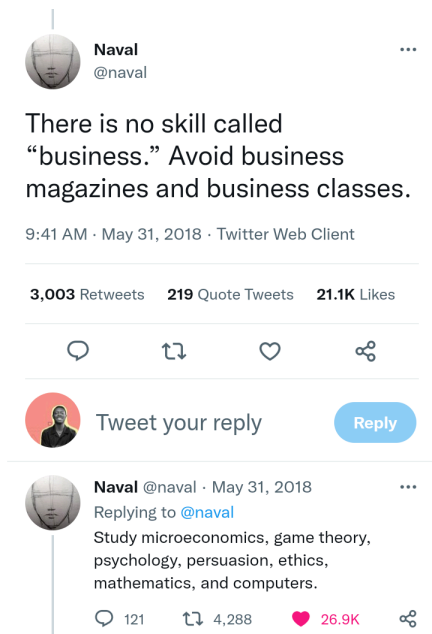 Naval
@naval
There is no skill called
“business.” Avoid business
magazines and business classes.
9:41 AM · May 31, 2018 · Twitter Web Client
3,003 Retweets 219 Quote Tweets 21.1K Likes
Tweet your reply
Reply
Naval @naval · May 31, 2018
Replying to @naval
Study microeconomics, game theory,
psychology, persuasion, ethics,
mathematics, and computers.
121 4,288 26.9K